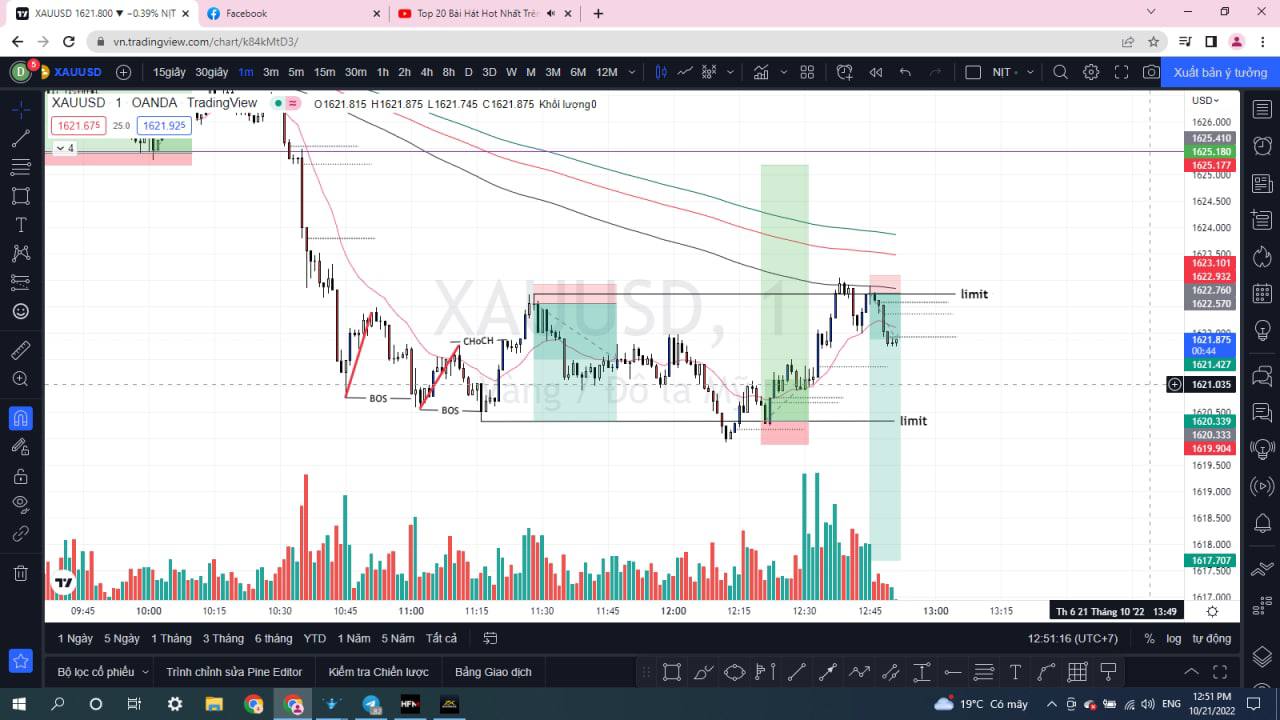 XAUUSD 1621.800 ▼ −0.39% NỊT
Facebook
Top 20 Bài Hát Hot Nhất Trê
vn.tradingview.com/chart/k84kMtD3/
D 5 XAUUSD 15giây 30giây 1m 3m 5m 15m 30m 1h 2h 4h 8h D 3D W M 3M 6M 12M NỊT Xuất bản ý tưởng
XAUUSD 1 OANDA TradingView O1621.815 H1621.875 L1621.745 C1621.875 Khối lượng0
USD
1621.675 25.0 1621.925
4
1626.000
1625.410
1625.180
1625.177
1625.000
1624.500
1624.000
1623.500
1623.101
1622.932
1622.760
1622.570
1621.875
00:44
1621.427
1621.035
1620.500
1620.339
1620.333
1619.904
1619.500
1619.000
1618.500
1618.000
1617.707
1617.500
1617.000
XAUUSD, 1
limit
CHoCH
BOS
BOS
limit
09:45 10:00 10:15 10:30 10:45 11:00 11:15 11:30 11:45 12:00 12:15 12:30 12:45 13:00 13:15 Th 6 21 Tháng 10 '22 13:49
1 Ngày 5 Ngày 1 Tháng 3 Tháng 6 tháng YTD 1 Năm 5 Năm Tất cả 12:51:16 (UTC+7) % log tự động
Bộ lọc cổ phiếu Trình chỉnh sửa Pine Editor Kiểm tra Chiến lược Bảng Giao dịch
HFM 19°C Có mây ENG 12:51 PM
10/21/2022